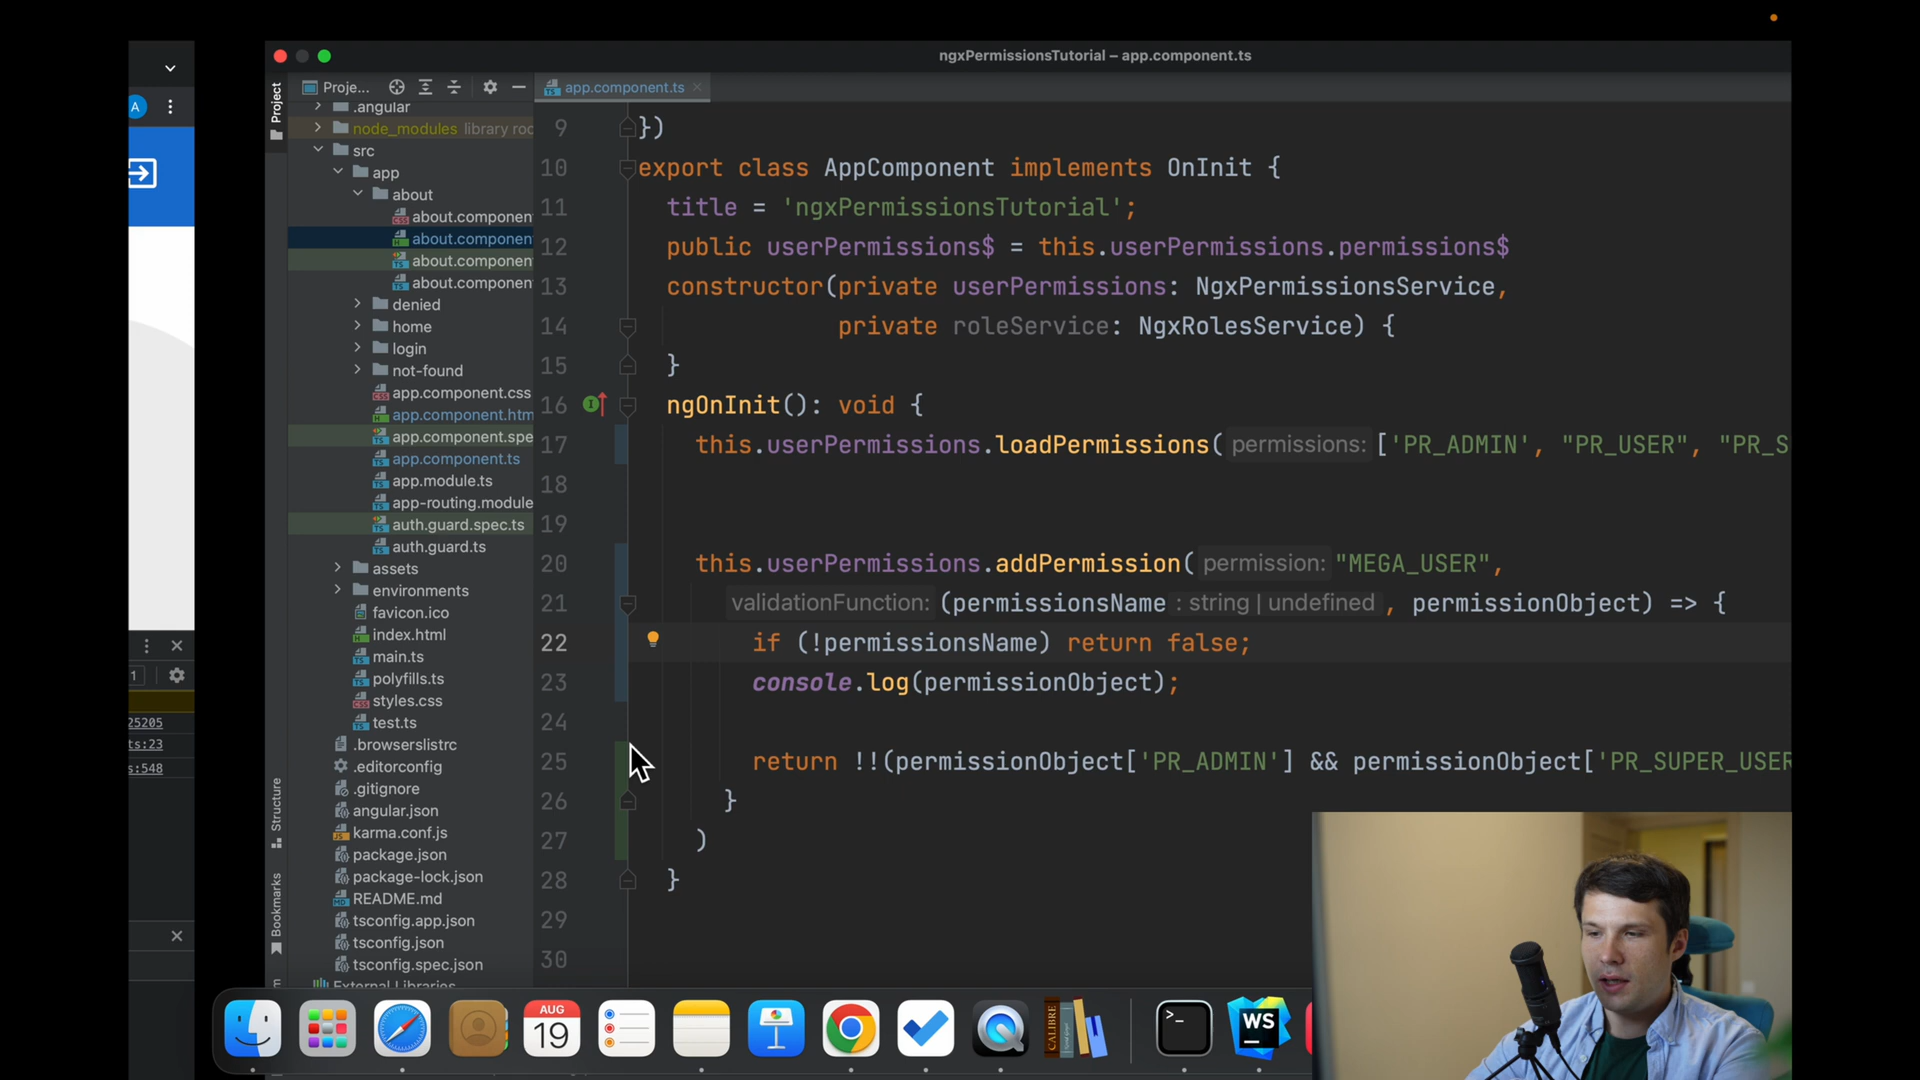 ngxPermissionsTutorial – app.component.ts
A
Project
Proje...
app.component.ts
.angular
node_modules library roo
src
app
about
about.componen
about.componen
about.componen
about.componen
denied
home
login
not-found
app.component.css
app.component.htm
app.component.spe
app.component.ts
app.module.ts
app-routing.module
auth.guard.spec.ts
auth.guard.ts
assets
environments
favicon.ico
index.html
main.ts
polyfills.ts
styles.css
test.ts
.browserslistrc
.editorconfig
.gitignore
angular.json
karma.conf.js
package.json
package-lock.json
README.md
tsconfig.app.json
tsconfig.json
tsconfig.spec.json
External Libraries
Structure
Bookmarks
1
25205
ts:23
s:548
9 })
10 export class AppComponent implements OnInit {
11 title = 'ngxPermissionsTutorial';
12 public userPermissions$ = this.userPermissions.permissions$
13 constructor(private userPermissions: NgxPermissionsService,
14 private roleService: NgxRolesService) {
15 }
16 ngOnInit(): void {
17 this.userPermissions.loadPermissions( permissions: ['PR_ADMIN', "PR_USER", "PR_S
18
19
20 this.userPermissions.addPermission( permission: "MEGA_USER",
21 validationFunction: (permissionsName : string | undefined , permissionObject) => {
22 if (!permissionsName) return false;
23 console.log(permissionObject);
24
25 return !!(permissionObject['PR_ADMIN'] && permissionObject['PR_SUPER_USER
26 }
27 )
28 }
29
30
AUG
19
CALIBRE
>_
WS